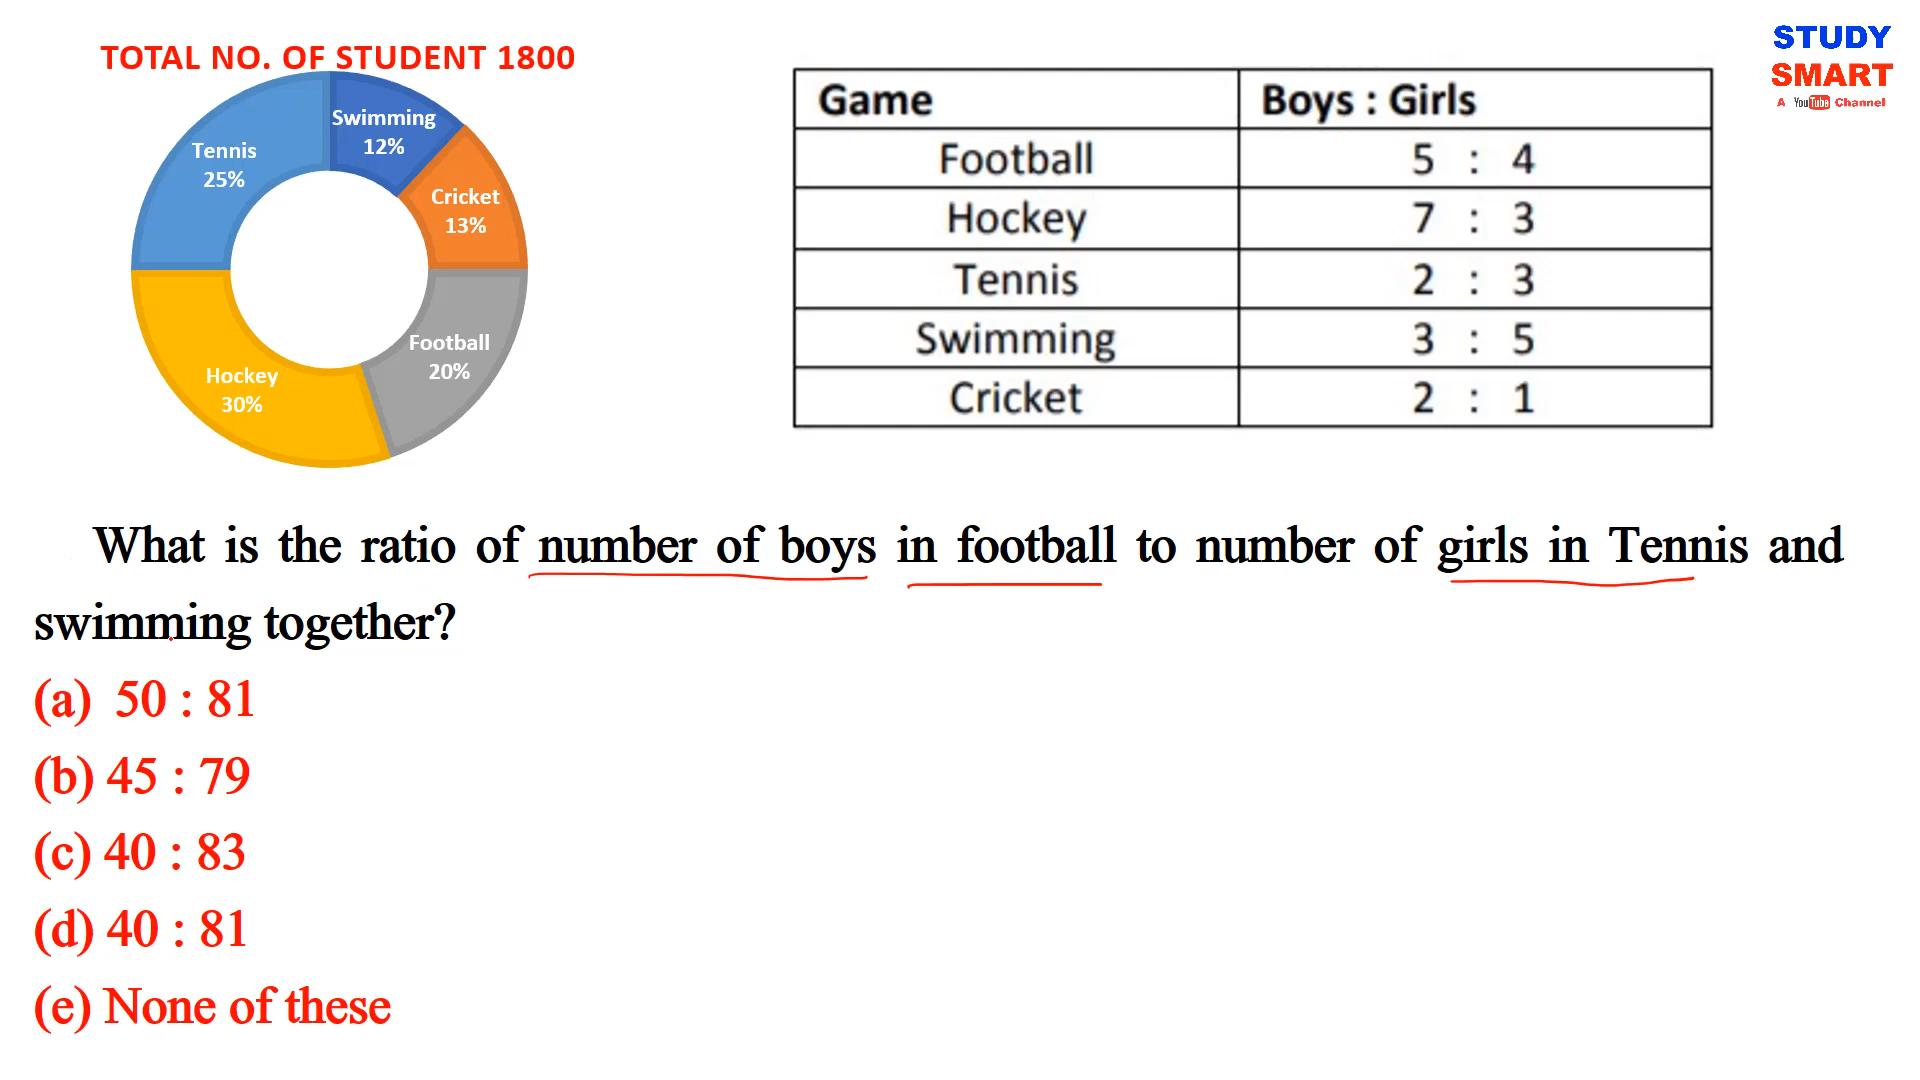 TOTAL NO. OF STUDENT 1800
Swimming
12%
Tennis
25%
Cricket
13%
Football
20%
Hockey
30%
Game Boys : Girls
Football 5 : 4
Hockey 7 : 3
Tennis 2 : 3
Swimming 3 : 5
Cricket 2 : 1
STUDY
SMART
A YouTube Channel
What is the ratio of number of boys in football to number of girls in Tennis and
swimming together?
(a) 50 : 81
(b) 45 : 79
(c) 40 : 83
(d) 40 : 81
(e) None of these